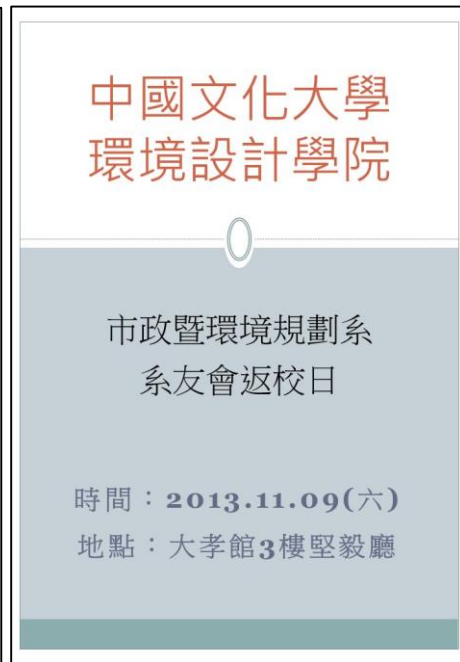 中國文化大學
環境設計學院
市政暨環境規劃系
系友會返校日
時間：2013.11.09(六)
地點：大孝館3樓堅毅廳